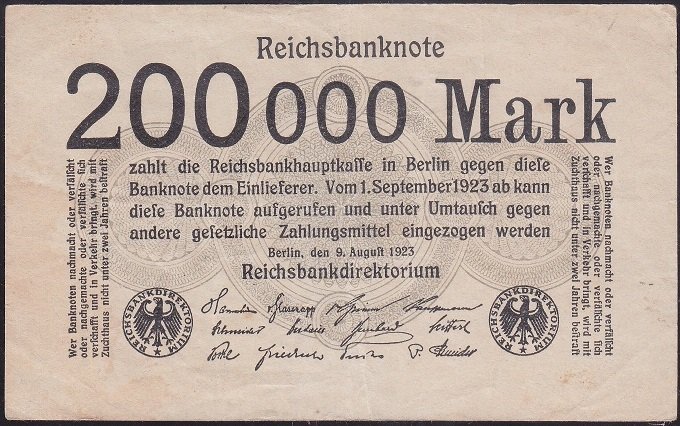 Reichsbanknote
200000 Mark
zahlt die Reichsbankhauptkaſſe in Berlin gegen dieſe
Banknote dem Einlieferer. Vom 1. September 1923 ab kann
dieſe Banknote aufgerufen und unter Umtauſch gegen
andere geſetzliche Zahlungsmittel eingezogen werden
Berlin, den 9. Auguſt 1923
Reichsbankdirektorium
Wer Banknoten nachmacht oder verfälſcht
oder nachgemachte oder verfälſchte ſich
verſchafft und in Verkehr bringt, wird mit
Zuchthaus nicht unter zwei Jahren beſtraft
Wer Banknoten nachmacht oder verfälſcht
oder nachgemachte oder verfälſchte ſich
verſchafft und in Verkehr bringt, wird mit
Zuchthaus nicht unter zwei Jahren beſtraft
REICHSBANKDIREKTORIUM
REICHSBANKDIREKTORIUM